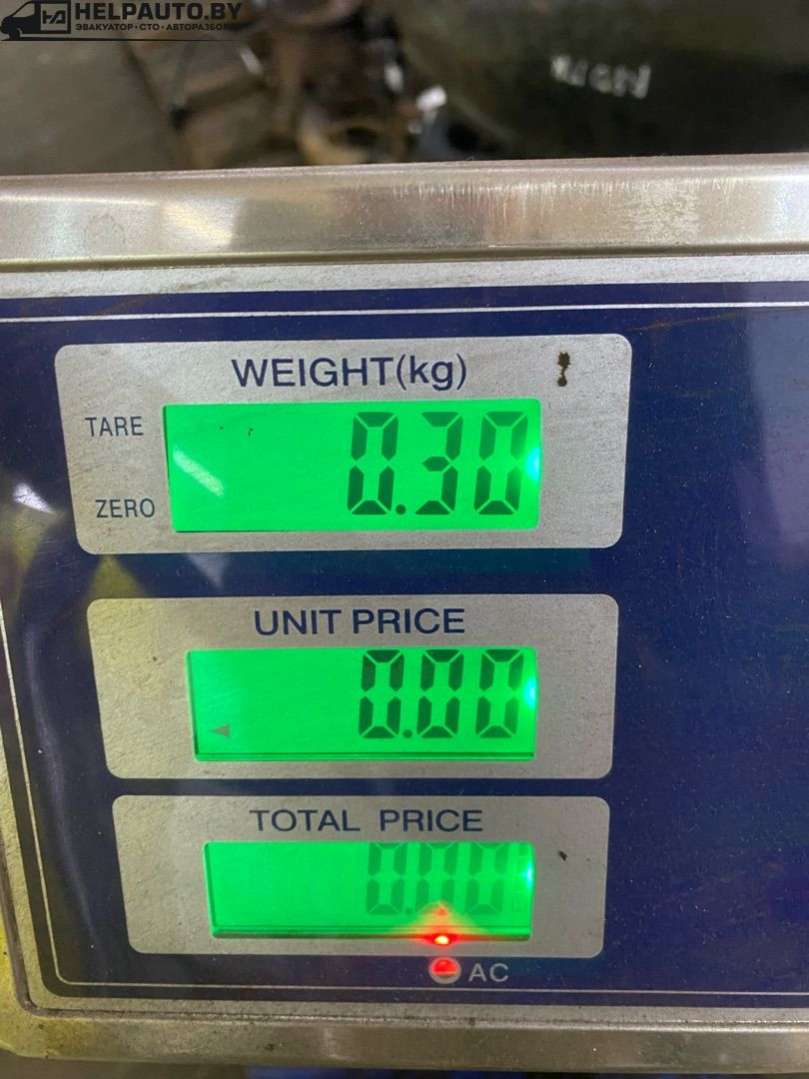 HELPAUTO.BY
ЭВАКУАТОР • СТО • АВТОРАЗБОР
WEIGHT(kg)
TARE
0.30
ZERO
UNIT PRICE
0.00
TOTAL PRICE
0.00
AC